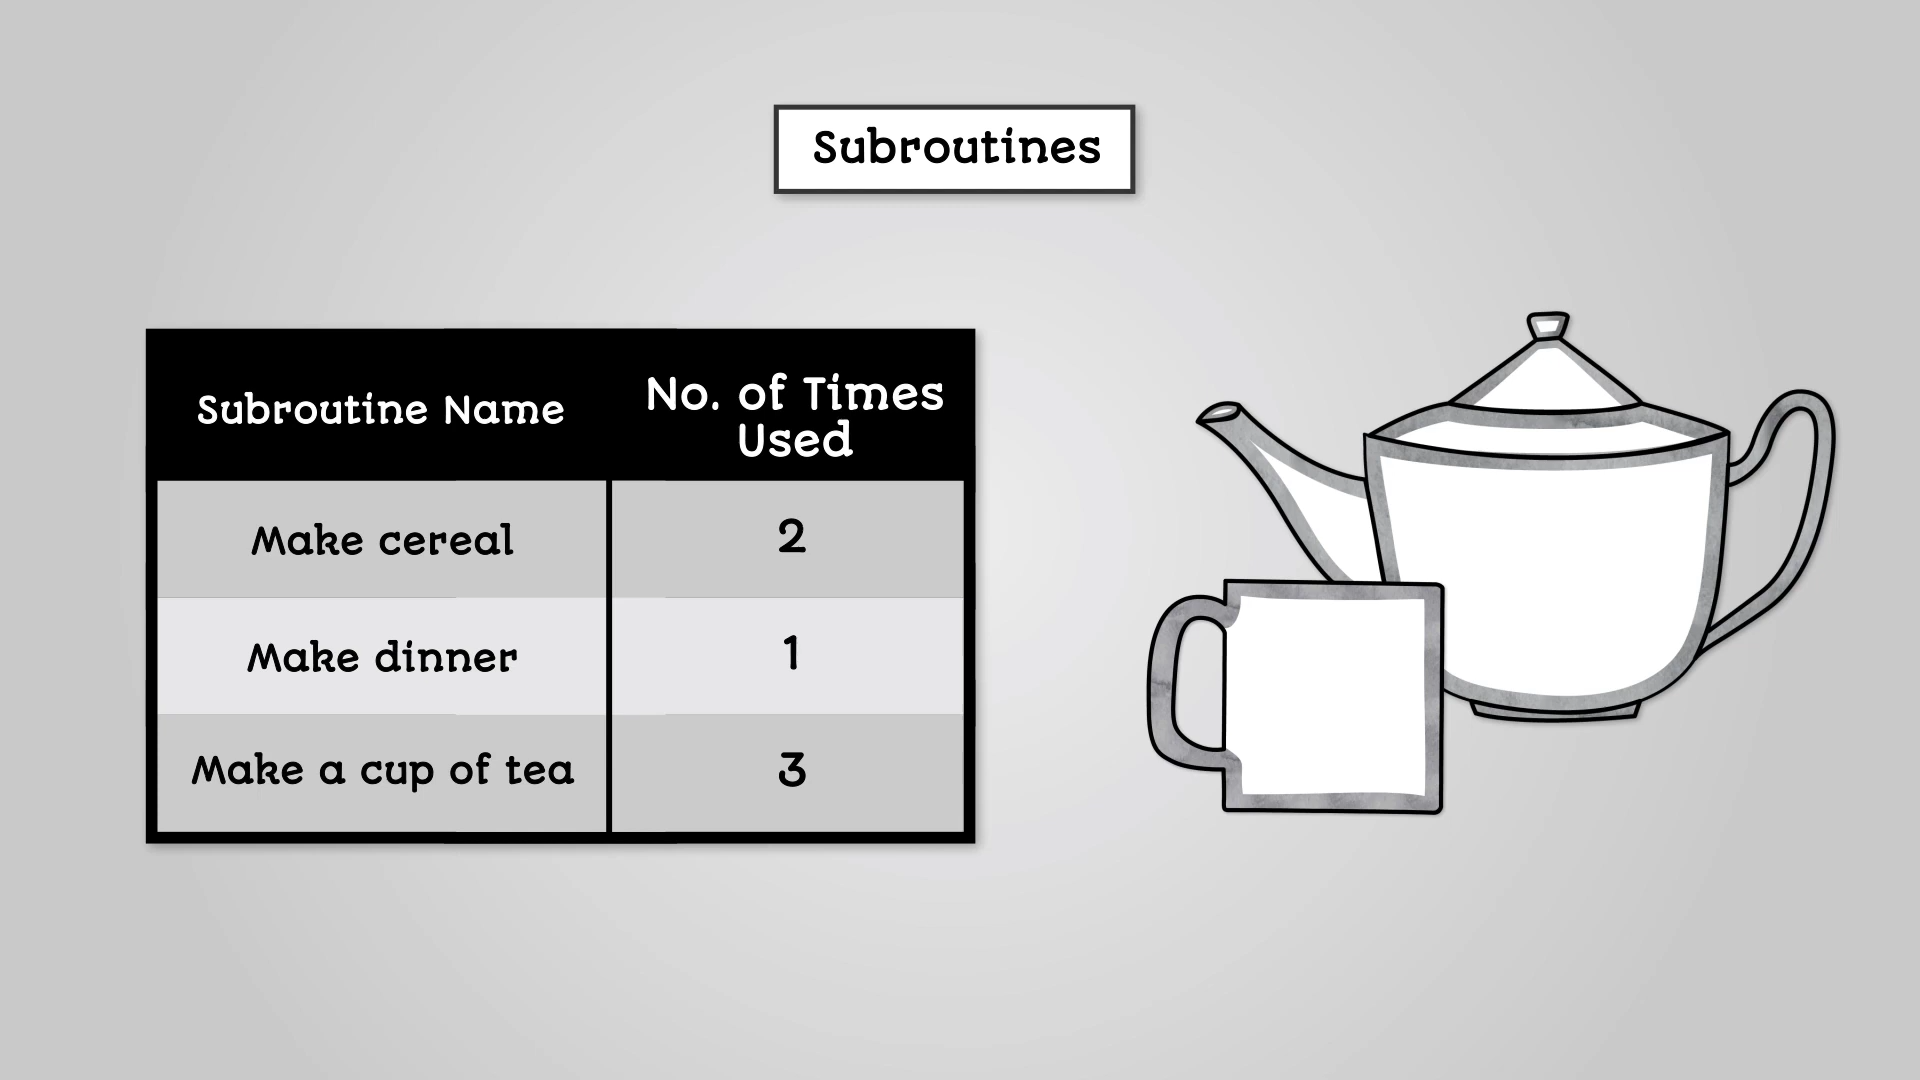 Subroutines
Subroutine Name
No. of Times
Used
Make cereal
2
Make dinner
1
Make a cup of tea
3